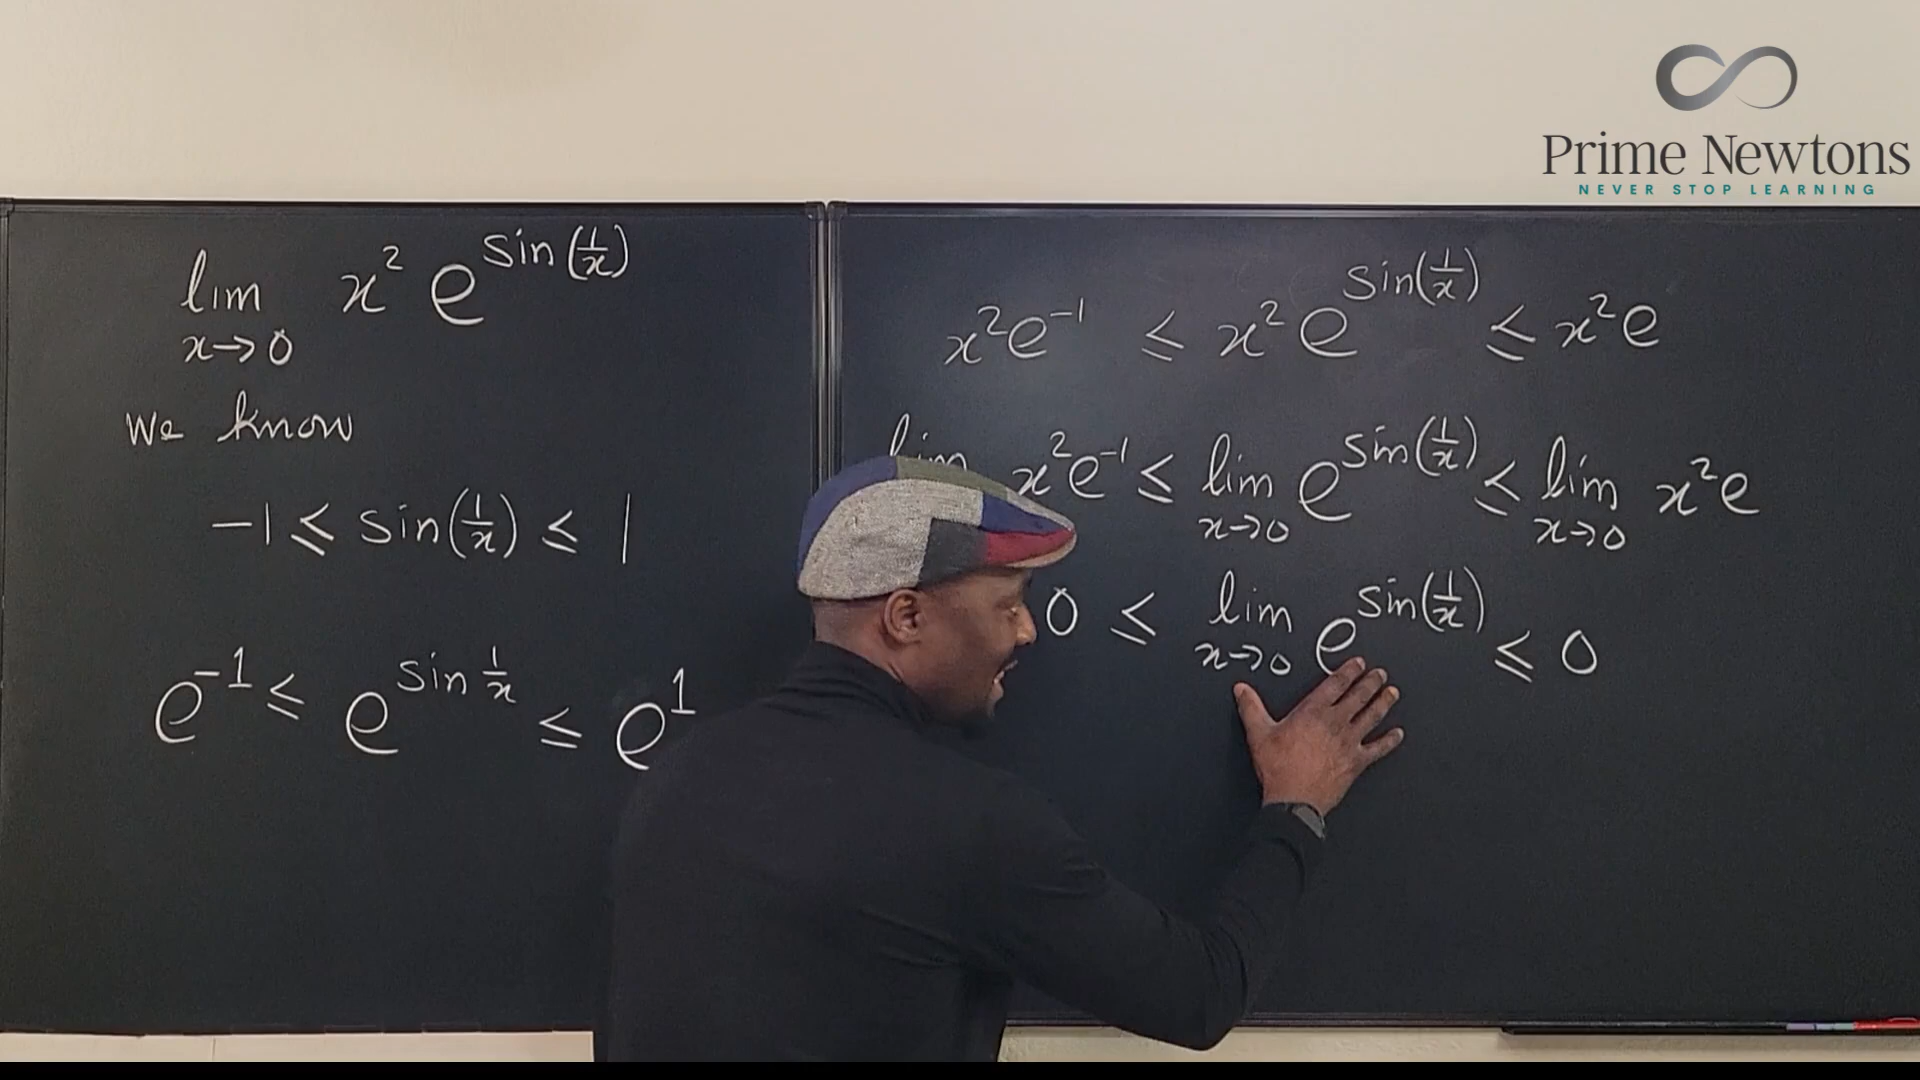 Prime Newtons
NEVER STOP LEARNING
lim x→0 x² e^sin(1/x)
we know
-1 ≤ sin(1/x) ≤ 1
e^-1 ≤ e^sin 1/x ≤ e^1
x²e^-1 ≤ x² e^sin(1/x) ≤ x²e
lim x²e^-1 ≤ lim x→0 e^sin(1/x) ≤ lim x→0 x²e
0 ≤ lim x→0 e^sin(1/x) ≤ 0